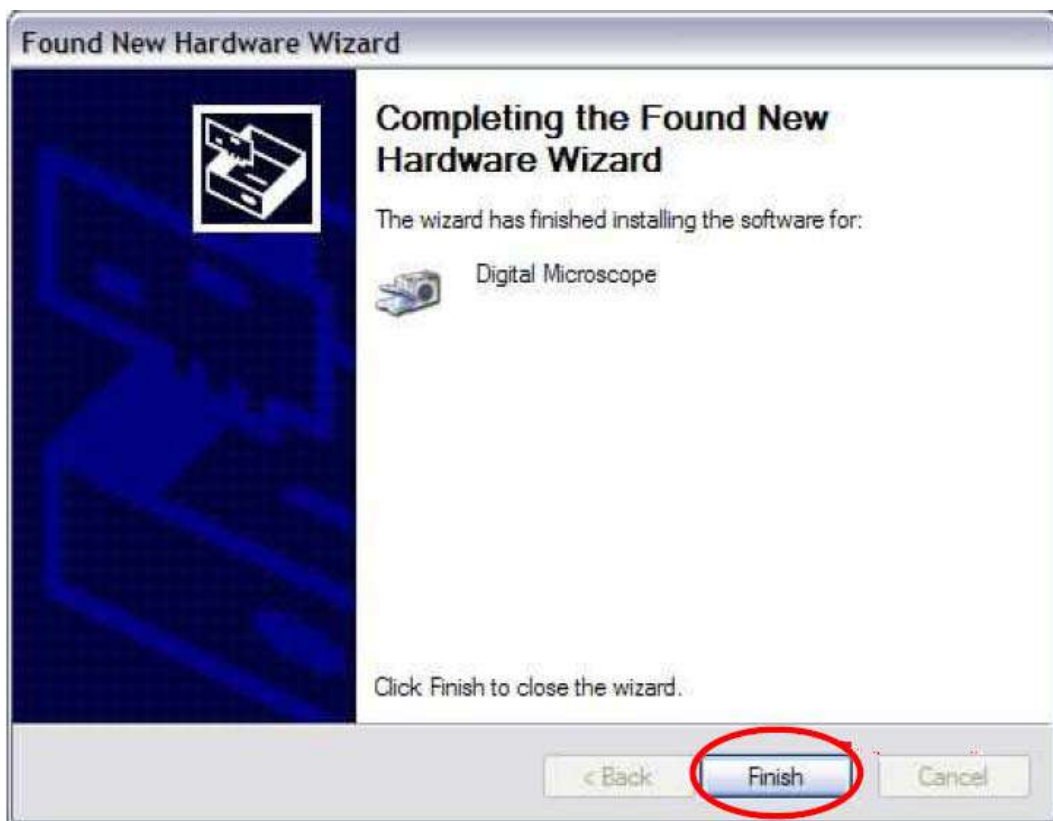 Found New Hardware Wizard
Completing the Found New
Hardware Wizard
The wizard has finished installing the software for:
Digital Microscope
Click Finish to close the wizard.
< Back Finish Cancel